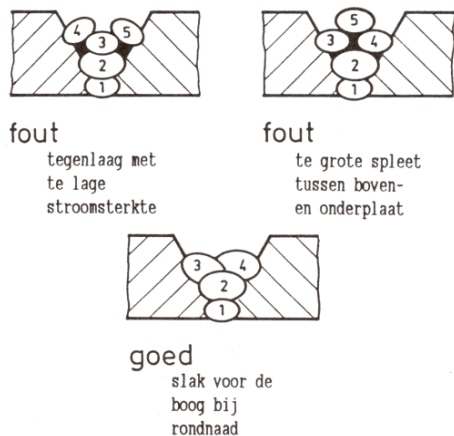 4 3 5
2
1
fout
tegenlaag met
te lage
stroomsterkte
5
3 4
2
1
fout
te grote spleet
tussen boven-
en onderplaat
3 4
2
1
goed
slak voor de
boog bij
rondnaad